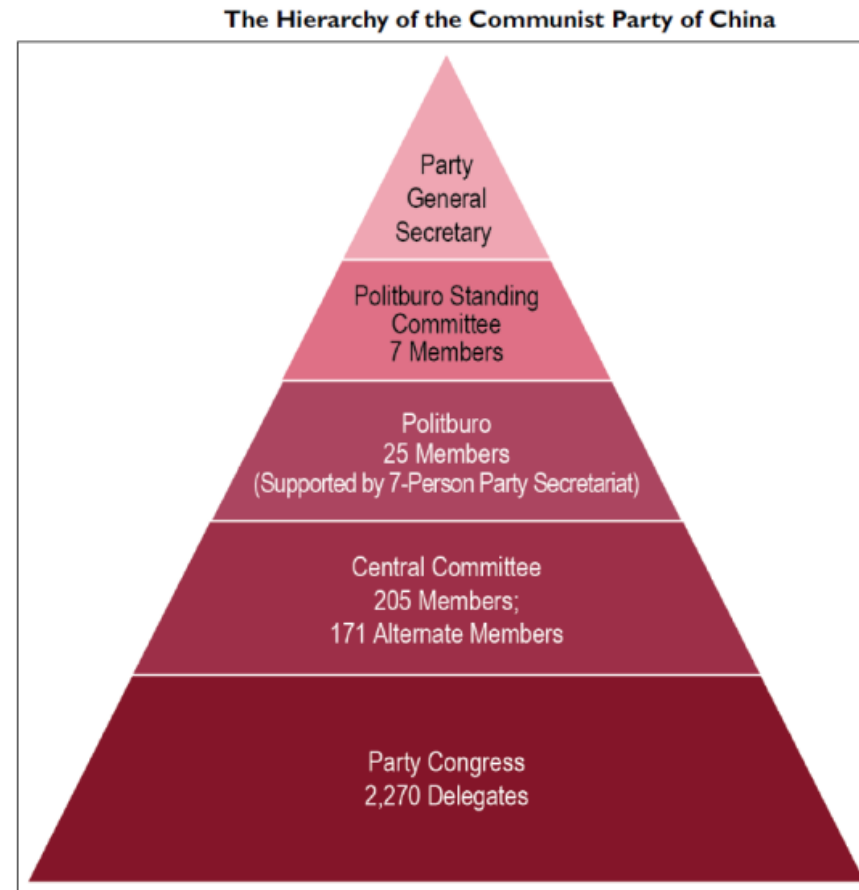 The Hierarchy of the Communist Party of China
Party
General
Secretary
Politburo Standing
Committee
7 Members
Politburo
25 Members
(Supported by 7-Person Party Secretariat)
Central Committee
205 Members;
171 Alternate Members
Party Congress
2,270 Delegates